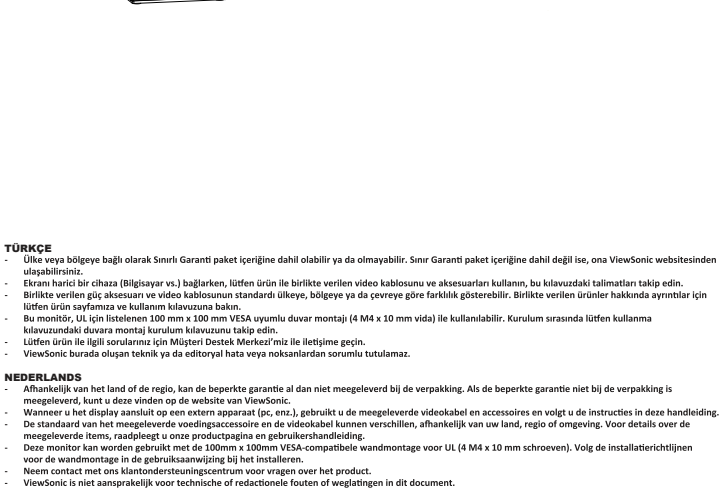 TÜRKÇE
- Ülke veya bölgeye bağlı olarak Sınırlı Garanti paket içeriğine dahil olabilir ya da olmayabilir. Sınır Garanti paket içeriğine dahil değil ise, ona ViewSonic websitesinden
ulaşabilirsiniz.
- Ekranı harici bir cihaza (Bilgisayar vs.) bağlarken, lütfen ürün ile birlikte verilen video kablosunu ve aksesuarları kullanın, bu kılavuzdaki talimatları takip edin.
- Birlikte verilen güç aksesuarı ve video kablosunun standardı ülkeye, bölgeye ya da çevreye göre farklılık gösterebilir. Birlikte verilen ürünler hakkında ayrıntılar için
lütfen ürün sayfamıza ve kullanım kılavuzuna bakın.
- Bu monitör, UL için listelenen 100 mm x 100 mm VESA uyumlu duvar montajı (4 M4 x 10 mm vida) ile kullanılabilir. Kurulum sırasında lütfen kullanma
kılavuzundaki duvara montaj kurulum kılavuzunu takip edin.
- Lütfen ürün ile ilgili sorularınız için Müşteri Destek Merkezi’miz ile iletişime geçin.
- ViewSonic burada oluşan teknik ya da editoryal hata veya noksanlardan sorumlu tutulamaz.
NEDERLANDS
- Afhankelijk van het land of de regio, kan de beperkte garantie al dan niet meegeleverd bij de verpakking. Als de beperkte garantie niet bij de verpakking is
meegeleverd, kunt u deze vinden op de website van ViewSonic.
- Wanneer u het display aansluit op een extern apparaat (pc, enz.), gebruikt u de meegeleverde videokabel en accessoires en volgt u de instructies in deze handleiding.
- De standaard van het meegeleverde voedingsaccessoire en de videokabel kunnen verschillen, afhankelijk van uw land, regio of omgeving. Voor details over de
meegeleverde items, raadpleegt u onze productpagina en gebruikershandleiding.
- Deze monitor kan worden gebruikt met de 100mm x 100mm VESA-compatibele wandmontage voor UL (4 M4 x 10 mm schroeven). Volg de installatierichtlijnen
voor de wandmontage in de gebruiksaanwijzing bij het installeren.
- Neem contact met ons klantondersteuningscentrum voor vragen over het product.
- ViewSonic is niet aansprakelijk voor technische of redactionele fouten of weglatingen in dit document.